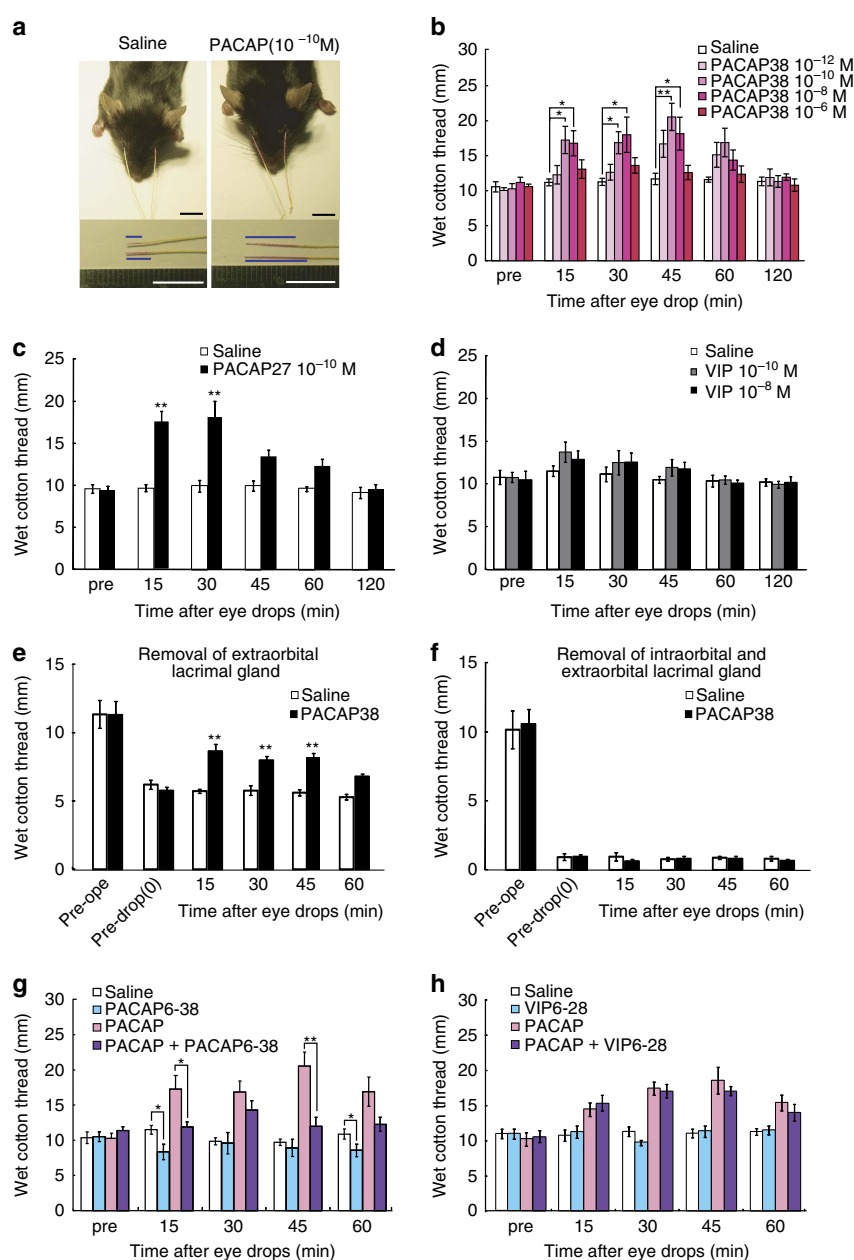 a
Saline PACAP(10 ⁻¹⁰M)
b
Wet cotton thread (mm)
30
25
20
15
10
5
0
Saline
PACAP38 10⁻¹² M
PACAP38 10⁻¹⁰ M
PACAP38 10⁻⁸ M
PACAP38 10⁻⁶ M
* * * * * **
pre 15 30 45 60 120
Time after eye drop (min)
c
Wet cotton thread (mm)
25
20
15
10
5
0
Saline
PACAP27 10⁻¹⁰ M
** **
pre 15 30 45 60 120
Time after eye drops (min)
d
Wet cotton thread (mm)
25
20
15
10
5
0
Saline
VIP 10⁻¹⁰ M
VIP 10⁻⁸ M
pre 15 30 45 60 120
Time after eye drops (min)
e
Removal of extraorbital
lacrimal gland
Wet cotton thread (mm)
15
10
5
0
Saline
PACAP38
** ** **
Pre-ope Pre-drop(0) 15 30 45 60
Time after eye drops (min)
f
Removal of intraorbital and
extraorbital lacrimal gland
Wet cotton thread (mm)
15
10
5
0
Saline
PACAP38
Pre-ope Pre-drop(0) 15 30 45 60
Time after eye drops (min)
g
Wet cotton thread (mm)
30
25
20
15
10
5
0
Saline
PACAP6-38
PACAP
PACAP + PACAP6-38
* * ** *
pre 15 30 45 60
Time after eye drops (min)
h
Wet cotton thread (mm)
30
25
20
15
10
5
0
Saline
VIP6-28
PACAP
PACAP + VIP6-28
pre 15 30 45 60
Time after eye drops (min)